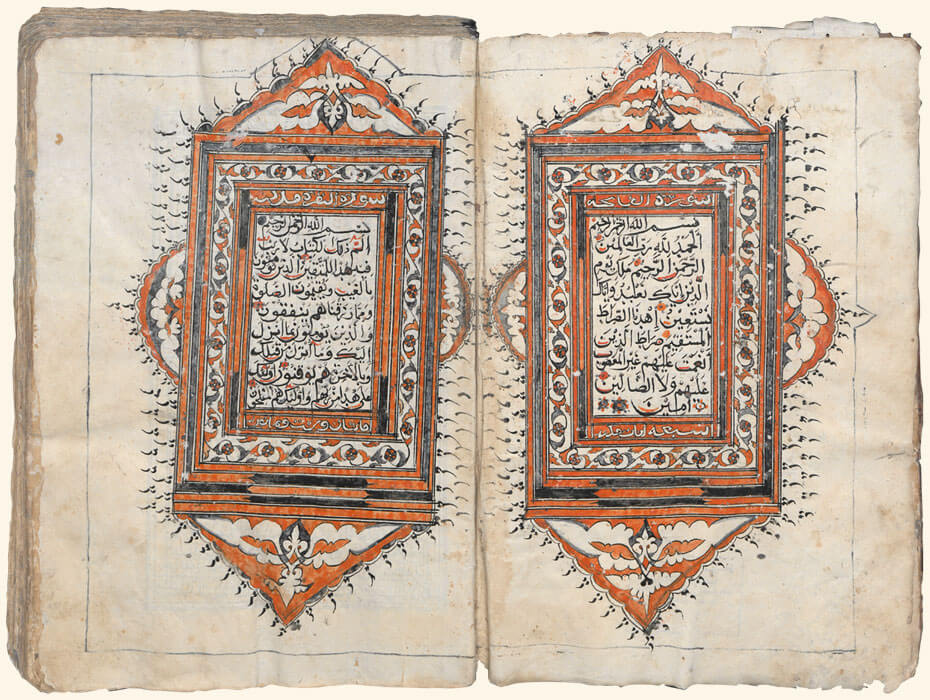 سورة الفاتحة
بسم الله الرحمن الرحيم
الحمد لله رب العالمين
الرحمن الرحيم ملك يوم
الدين اياك نعبد واياك
نستعين اهدنا الصراط
المستقيم صراط الذين
انعمت عليهم غير المغضوب
عليهم ولا الضالين
امين
السبعة ايات
سورة البقرة
بسم الله الرحمن الرحيم
الم ذلك الكتاب لا ريب
فيه هدى للمتقين الذين يؤمنون
بالغيب ويقيمون الصلوة
ومما رزقناهم ينفقون
والذين يؤمنون بما انزل
اليك وما انزل من قبلك
وبالاخرة هم يوقنون اولئك
على هدى من ربهم واولئك هم المفلحون